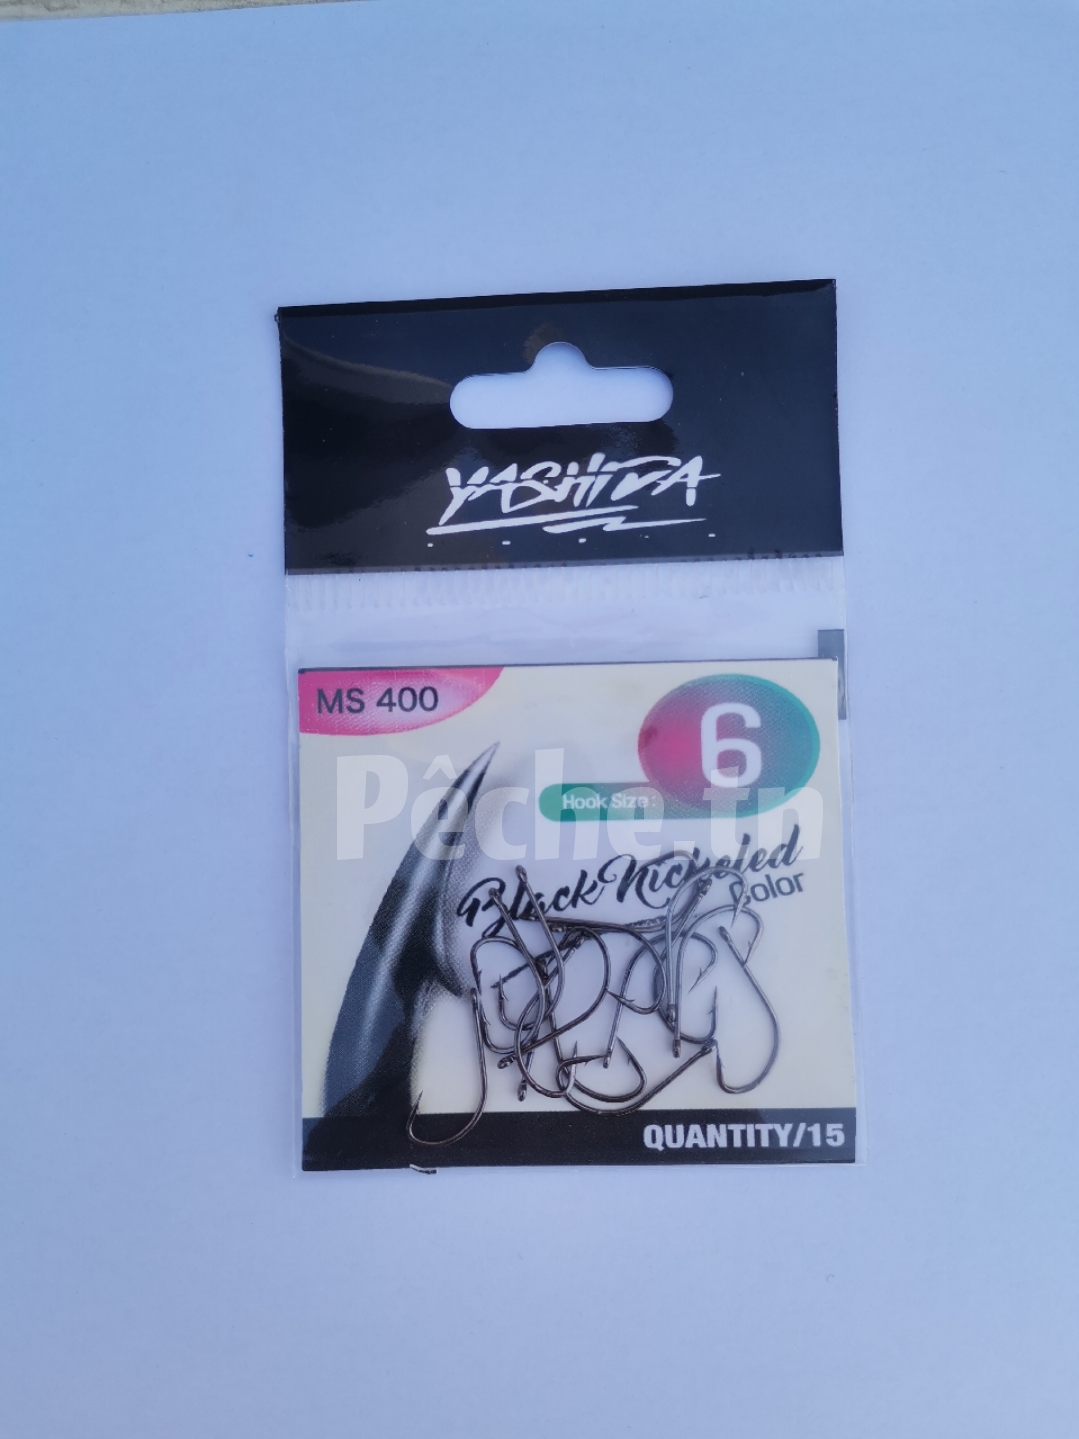 YASHIDA
MS 400
6
Hook Size:
Pêche.tn
Black Nickeled
Color
QUANTITY/15